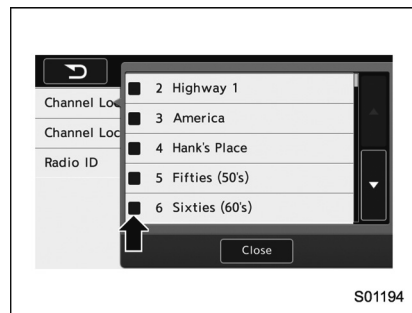 2 Highway 1
Channel Loc
3 America
Channel Loc
4 Hank's Place
Radio ID
5 Fifties (50's)
6 Sixties (60's)
Close
S01194